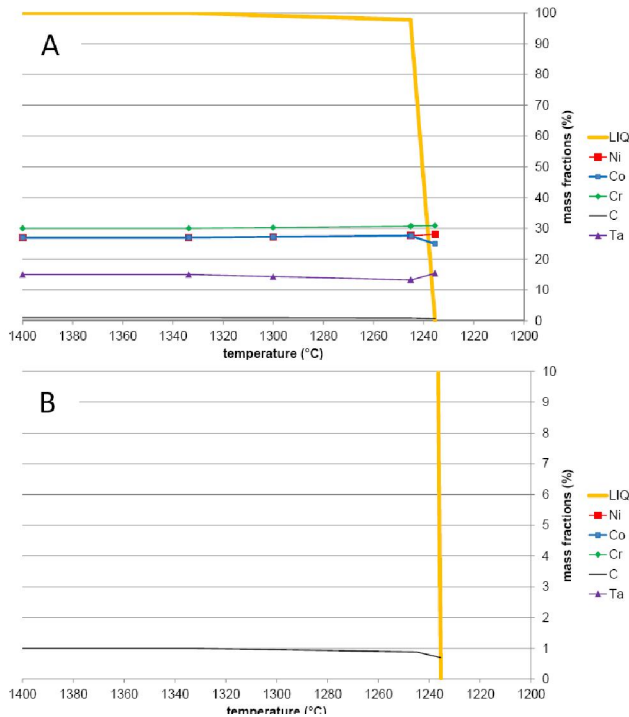 A
100
90
80
70
60
50
40
30
20
10
0
mass fractions (%)
LIQ
Ni
Co
Cr
C
Ta
1400 1380 1360 1340 1320 1300 1280 1260 1240 1220 1200
temperature (°C)
B
10
9
8
7
6
5
4
3
2
1
0
mass fractions (%)
LIQ
Ni
Co
Cr
C
Ta
1400 1380 1360 1340 1320 1300 1280 1260 1240 1220 1200
temperature (°C)